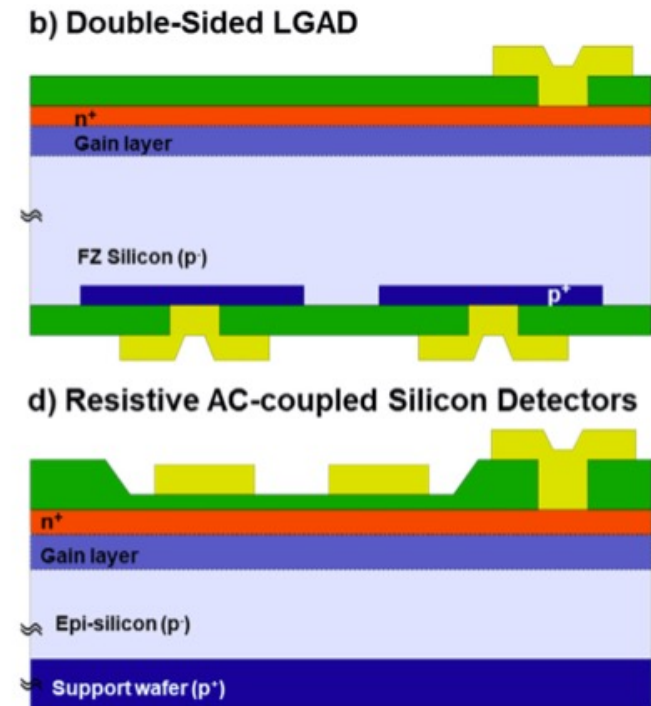 b) Double-Sided LGAD
n⁺
Gain layer
FZ Silicon (p⁻)
p⁺
d) Resistive AC-coupled Silicon Detectors
n⁺
Gain layer
Epi-silicon (p⁻)
Support wafer (p⁺)